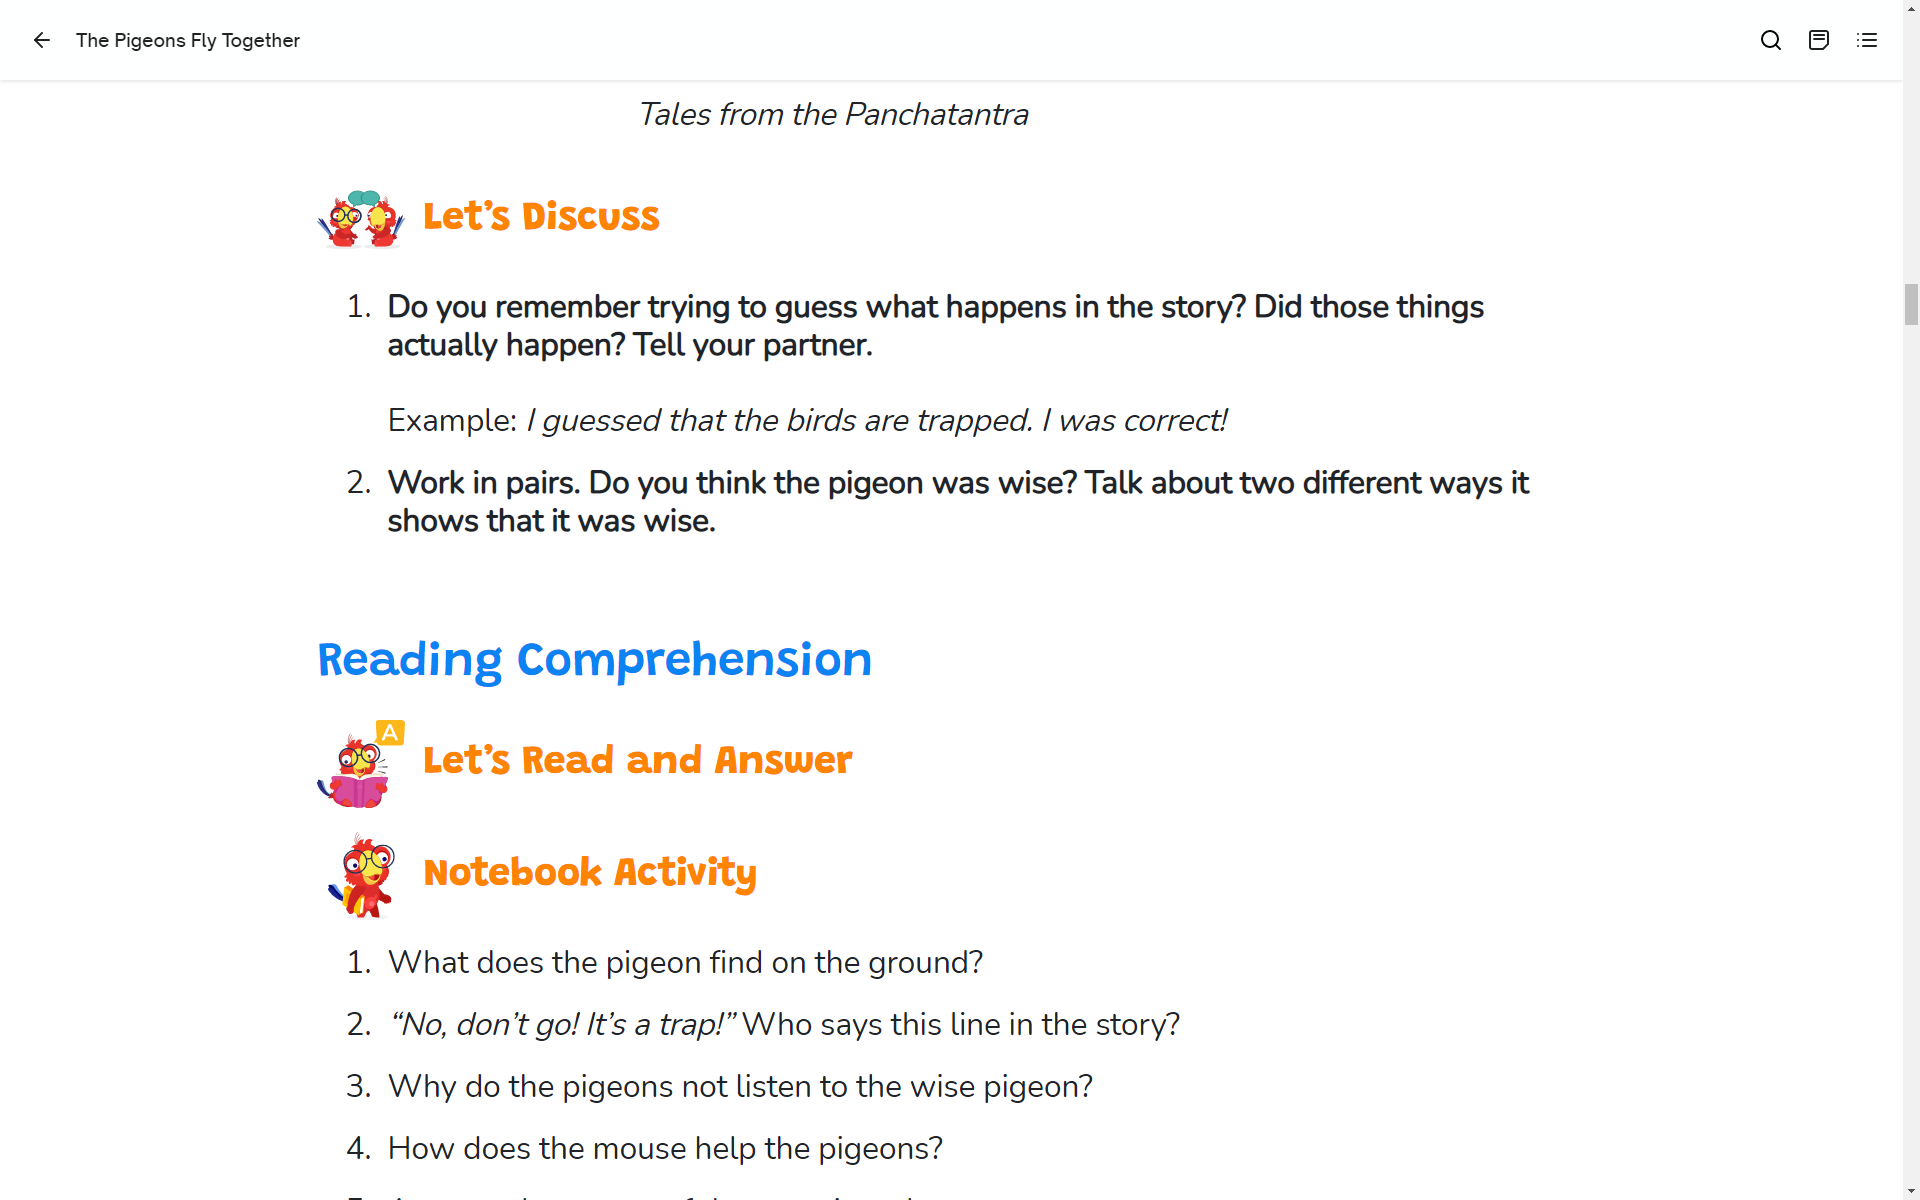 The Pigeons Fly Together
Tales from the Panchatantra
Let’s Discuss
1. Do you remember trying to guess what happens in the story? Did those things
actually happen? Tell your partner.
Example: I guessed that the birds are trapped. I was correct!
2. Work in pairs. Do you think the pigeon was wise? Talk about two different ways it
shows that it was wise.
Reading Comprehension
A
Let’s Read and Answer
Notebook Activity
1. What does the pigeon find on the ground?
2. “No, don’t go! It’s a trap!” Who says this line in the story?
3. Why do the pigeons not listen to the wise pigeon?
4. How does the mouse help the pigeons?